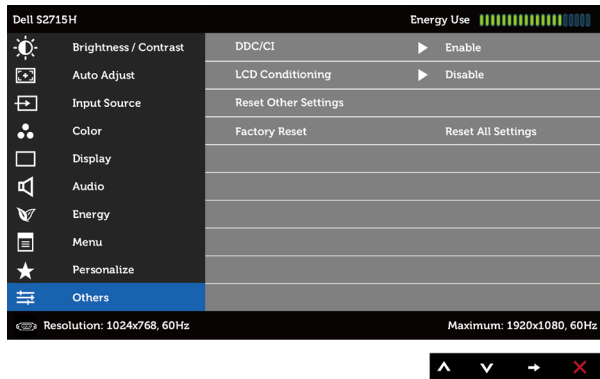 Dell S2715H Energy Use
Brightness / Contrast DDC/CI Enable
Auto Adjust LCD Conditioning Disable
Input Source Reset Other Settings
Color Factory Reset Reset All Settings
Display
Audio
Energy
Menu
Personalize
Others
Resolution: 1024x768, 60Hz Maximum: 1920x1080, 60Hz